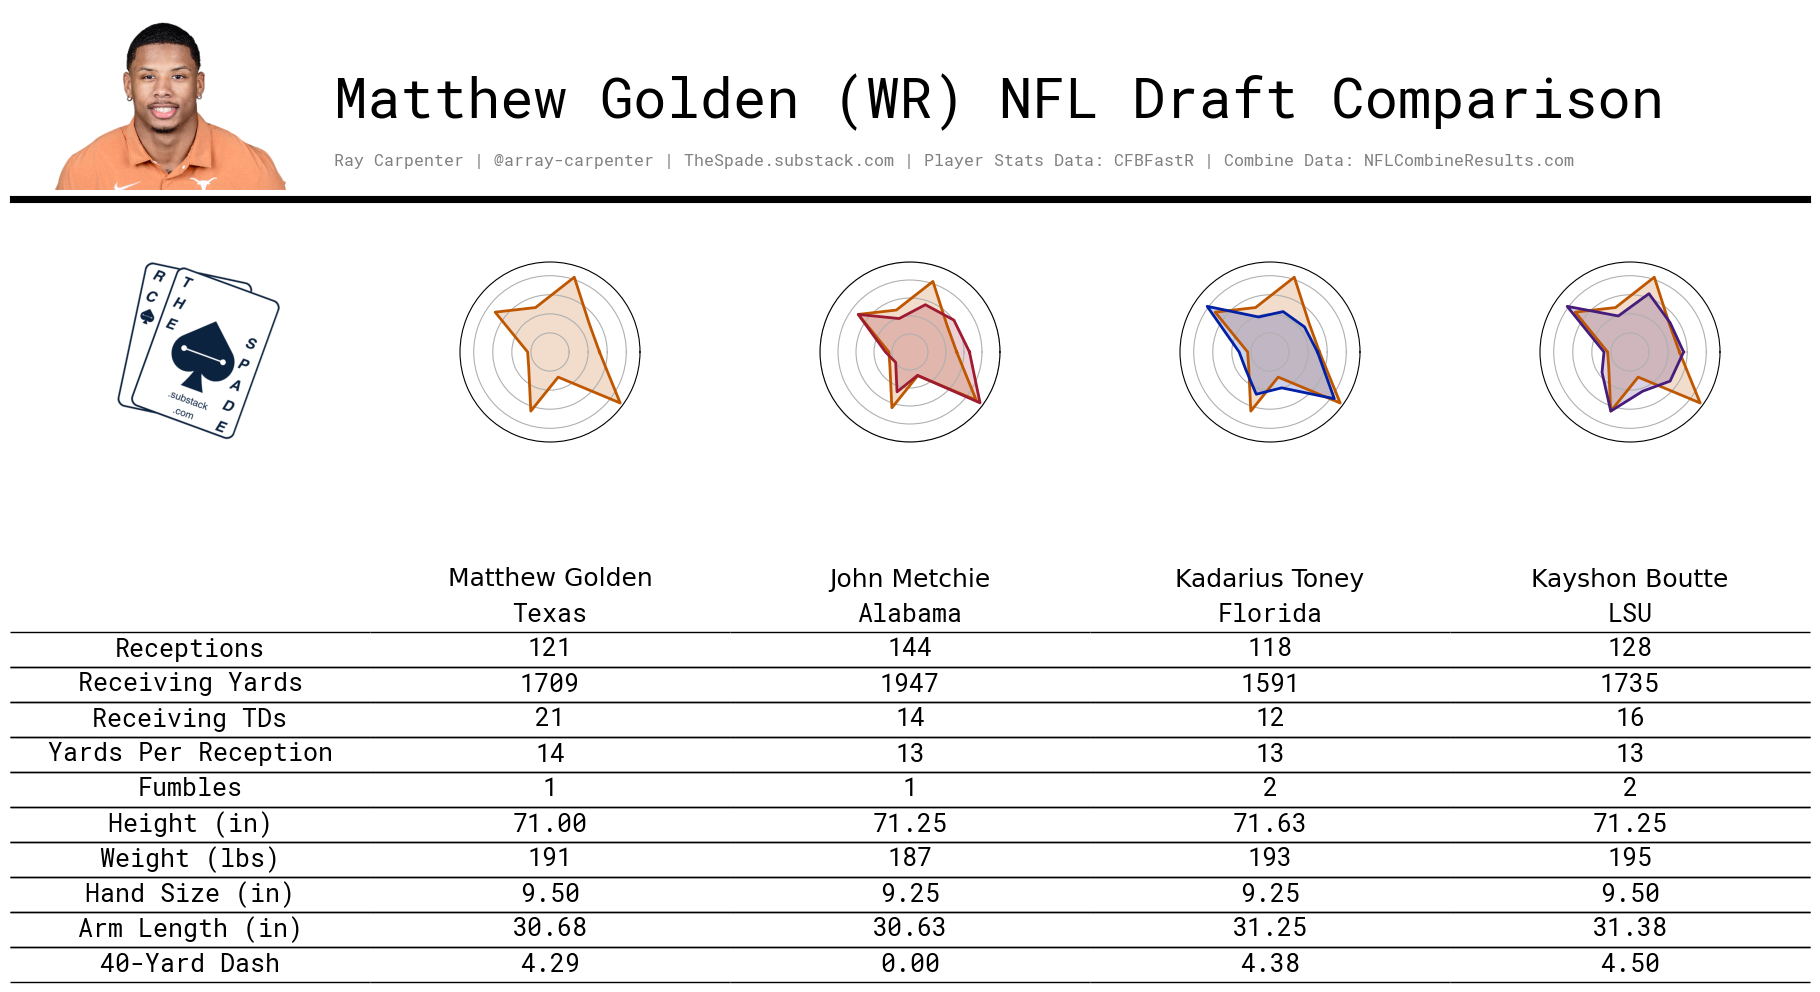 Matthew Golden (WR) NFL Draft Comparison
Ray Carpenter | @array-carpenter | TheSpade.substack.com | Player Stats Data: CFBFastR | Combine Data: NFLCombineResults.com
RC
THE
SPADE
.substack
.com
Matthew Golden John Metchie Kadarius Toney Kayshon Boutte
Texas Alabama Florida LSU
Receptions 121 144 118 128
Receiving Yards 1709 1947 1591 1735
Receiving TDs 21 14 12 16
Yards Per Reception 14 13 13 13
Fumbles 1 1 2 2
Height (in) 71.00 71.25 71.63 71.25
Weight (lbs) 191 187 193 195
Hand Size (in) 9.50 9.25 9.25 9.50
Arm Length (in) 30.68 30.63 31.25 31.38
40-Yard Dash 4.29 0.00 4.38 4.50